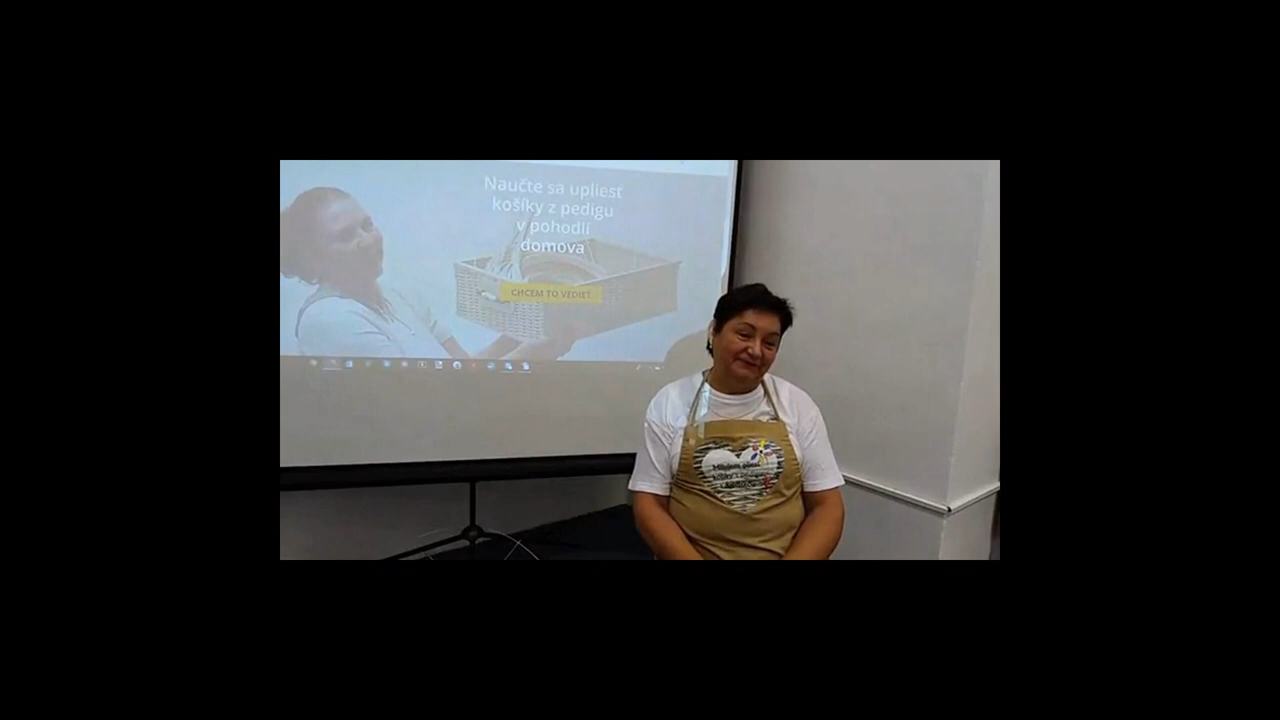 Naučte sa upliesť
košíky z pedigu
v pohodlí
domova
CHCEM TO VEDIEŤ